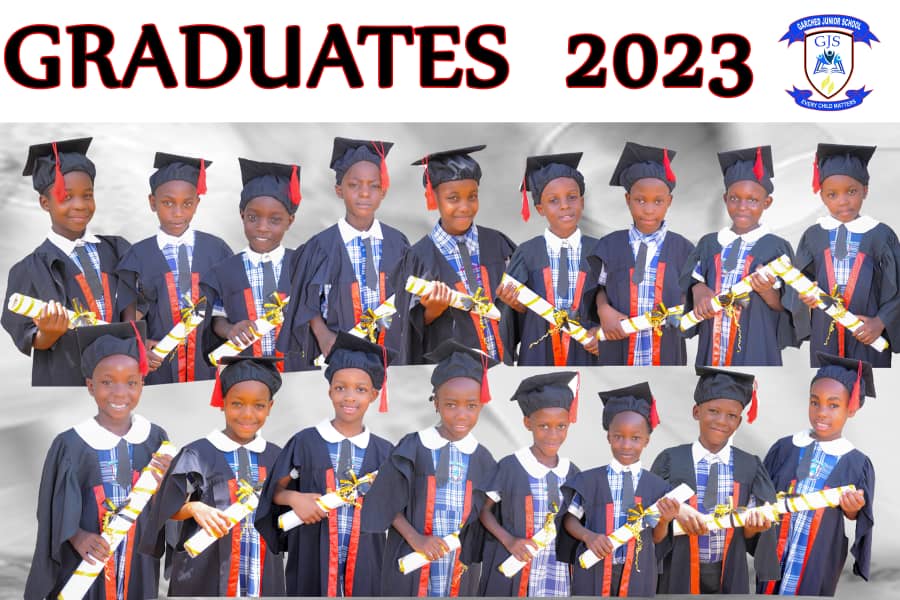 GRADUATES 2023
GARCHED JUNIOR SCHOOL
GJS
EVERY CHILD MATTERS